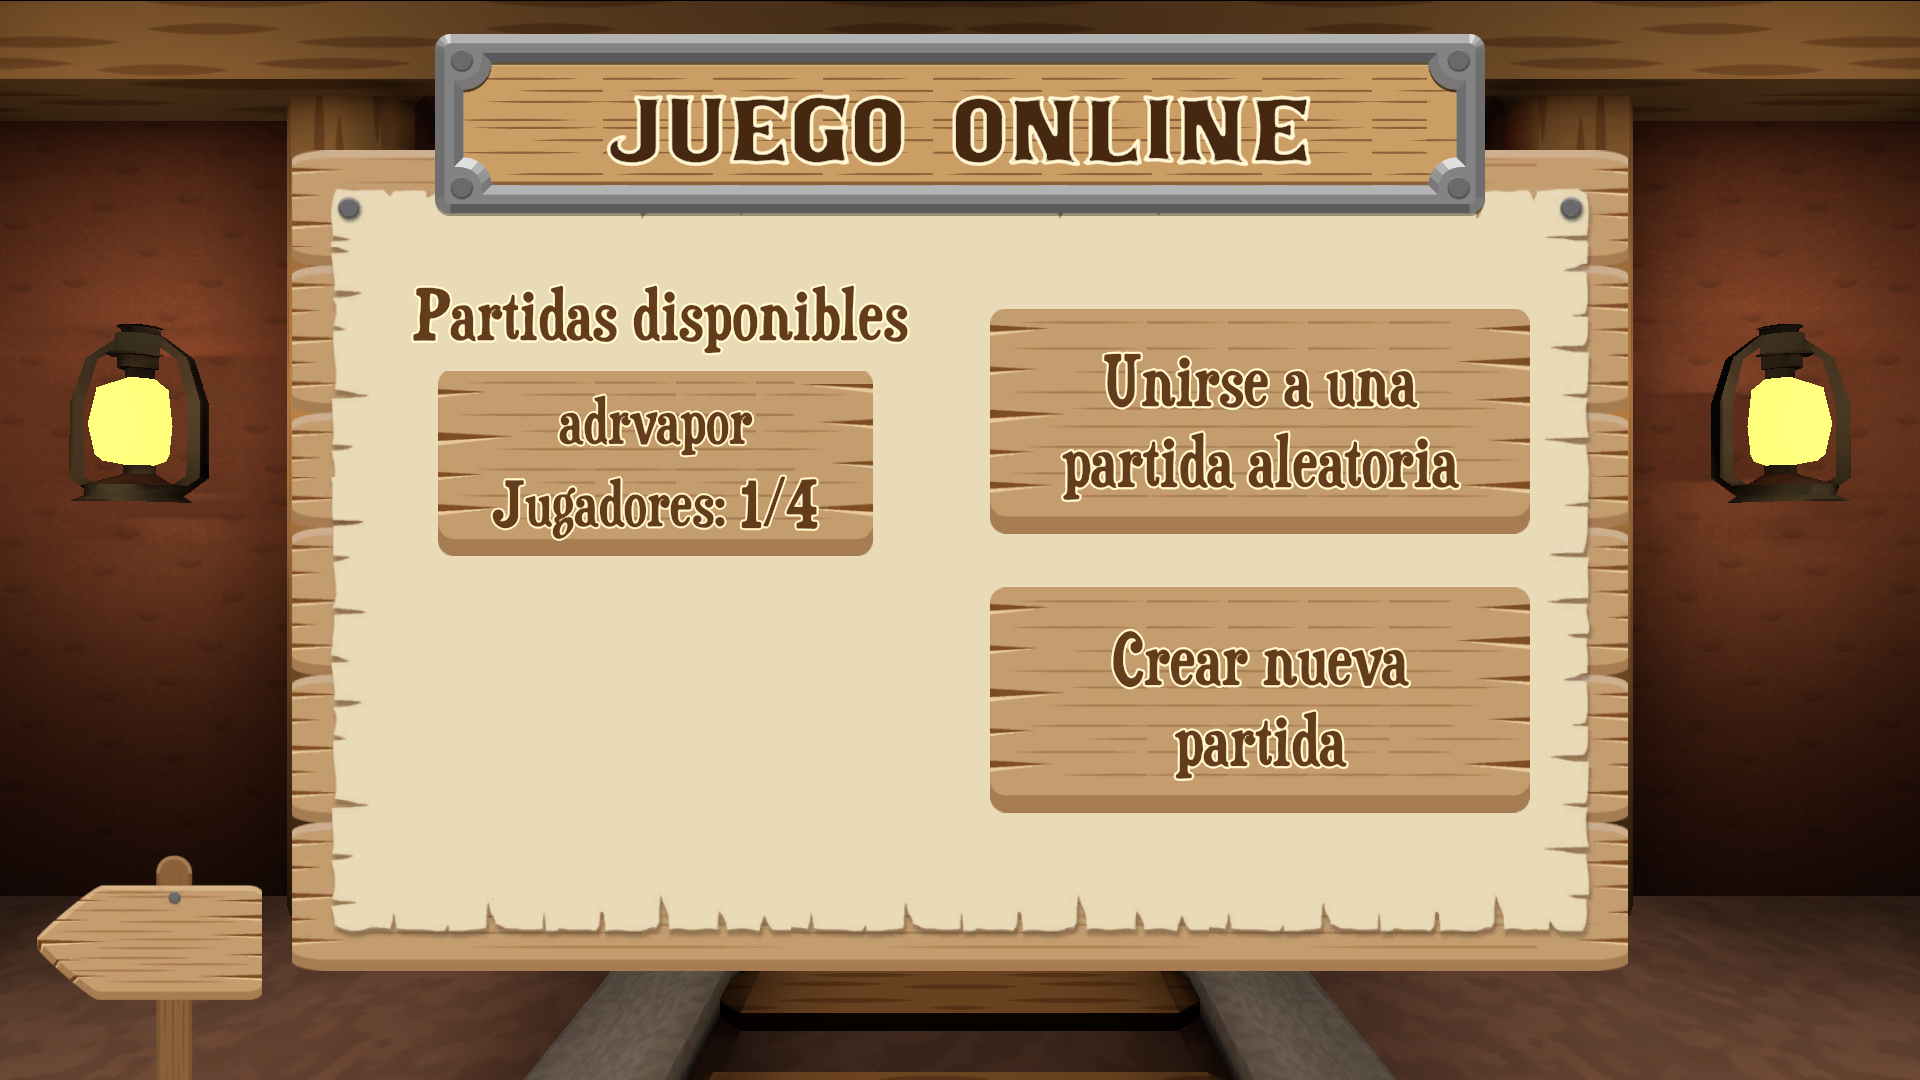 JUEGO ONLINE
Partidas disponibles
adrvapor
Jugadores: 1/4
Unirse a una
partida aleatoria
Crear nueva
partida